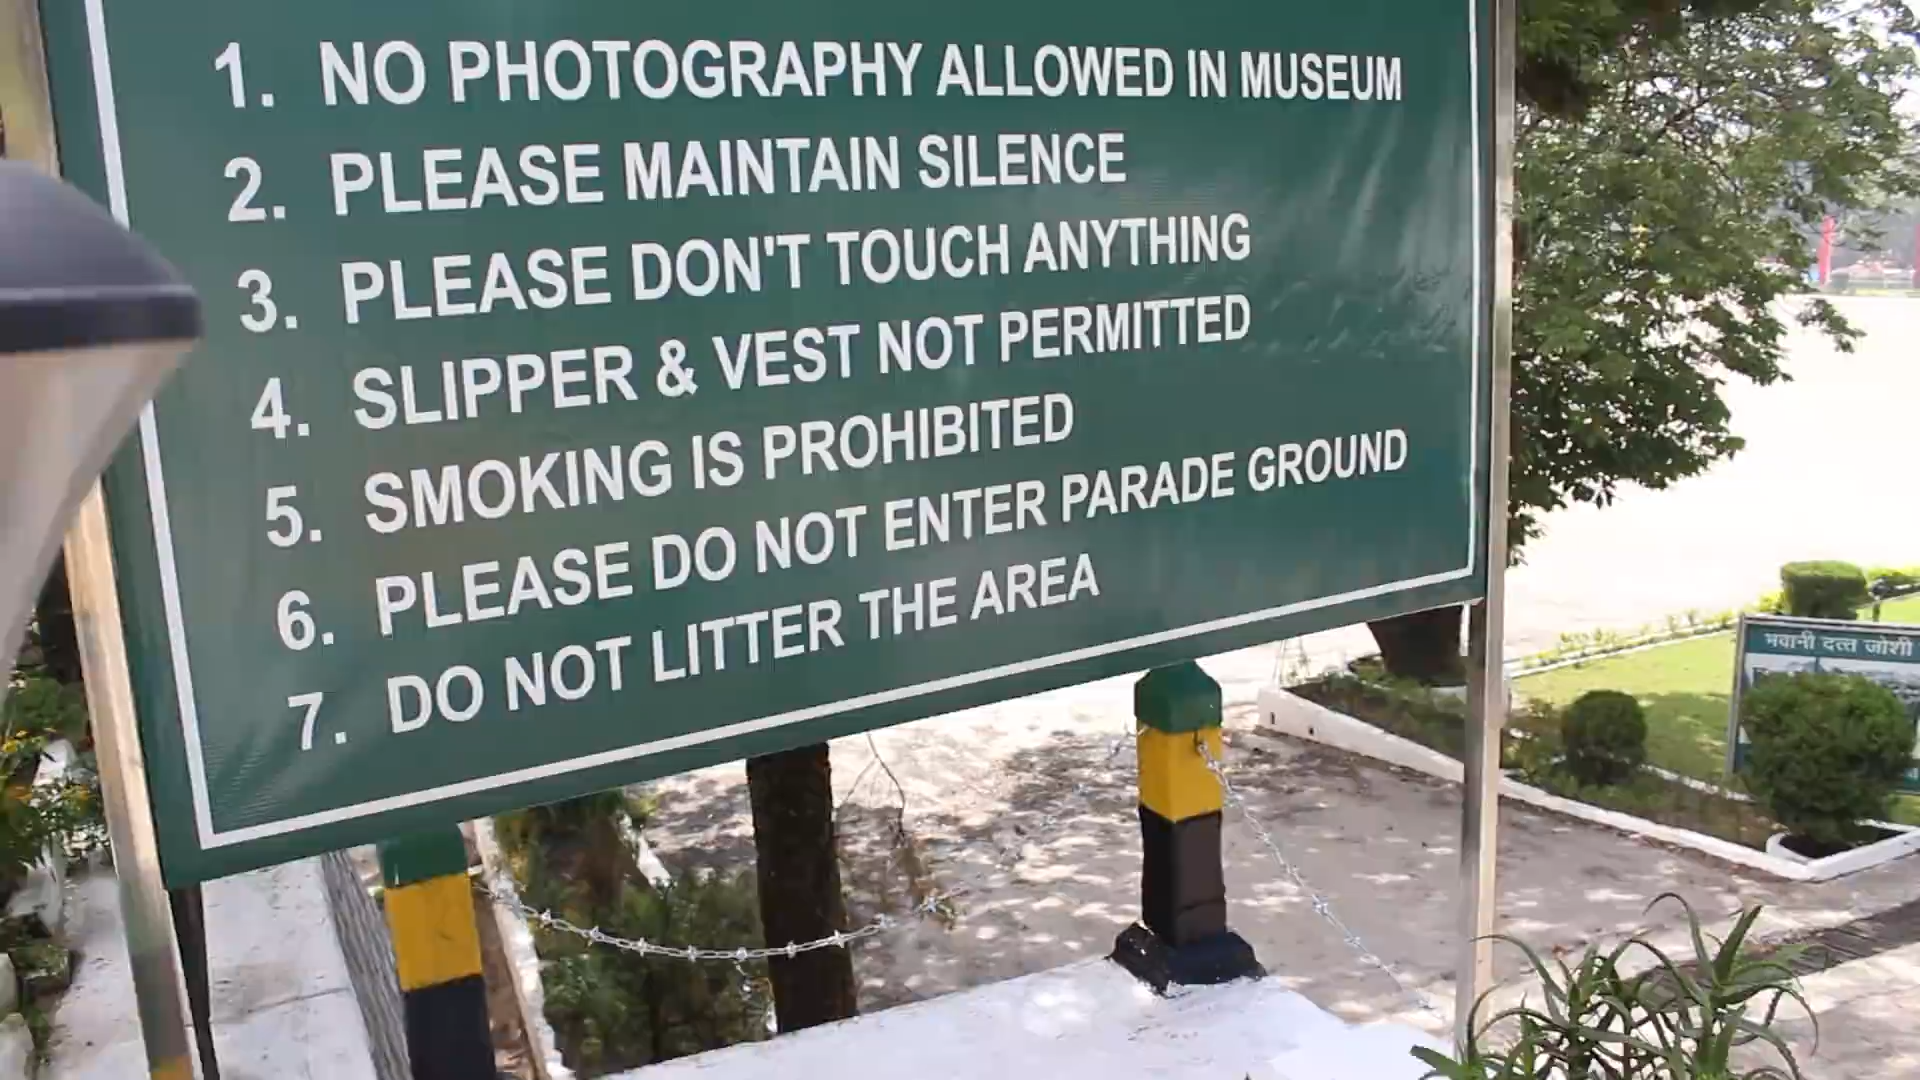 1. NO PHOTOGRAPHY ALLOWED IN MUSEUM
2. PLEASE MAINTAIN SILENCE
3. PLEASE DON'T TOUCH ANYTHING
4. SLIPPER & VEST NOT PERMITTED
5. SMOKING IS PROHIBITED
6. PLEASE DO NOT ENTER PARADE GROUND
7. DO NOT LITTER THE AREA
भवानी दत्त जोशी